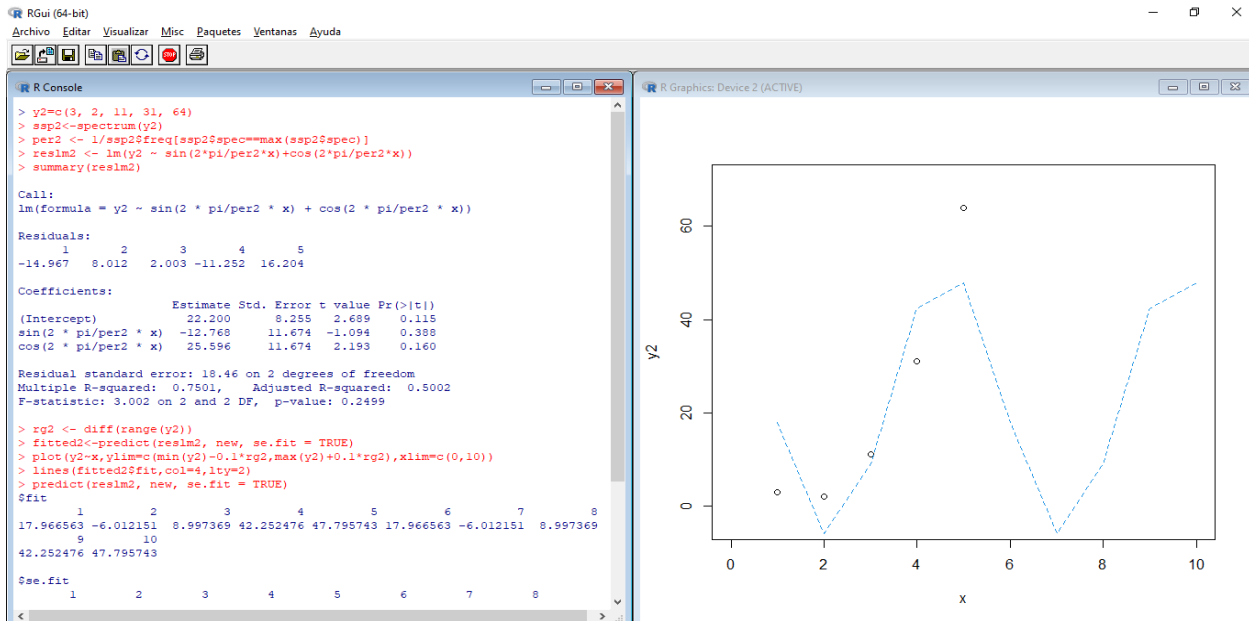 RGui (64-bit)
Archivo Editar Visualizar Misc Paquetes Ventanas Ayuda
STOP
R Console
> y2=c(3, 2, 11, 31, 64)
> ssp2<-spectrum(y2)
> per2 <- 1/ssp2$freq[ssp2$spec==max(ssp2$spec)]
> reslm2 <- lm(y2 ~ sin(2*pi/per2*x)+cos(2*pi/per2*x))
> summary(reslm2)
Call:
lm(formula = y2 ~ sin(2 * pi/per2 * x) + cos(2 * pi/per2 * x))
Residuals:
1 2 3 4 5
-14.967 8.012 2.003 -11.252 16.204
Coefficients:
Estimate Std. Error t value Pr(>|t|)
(Intercept) 22.200 8.255 2.689 0.115
sin(2 * pi/per2 * x) -12.768 11.674 -1.094 0.388
cos(2 * pi/per2 * x) 25.596 11.674 2.193 0.160
Residual standard error: 18.46 on 2 degrees of freedom
Multiple R-squared: 0.7501, Adjusted R-squared: 0.5002
F-statistic: 3.002 on 2 and 2 DF, p-value: 0.2499
> rg2 <- diff(range(y2))
> fitted2<-predict(reslm2, new, se.fit = TRUE)
> plot(y2~x,ylim=c(min(y2)-0.1*rg2,max(y2)+0.1*rg2),xlim=c(0,10))
> lines(fitted2$fit,col=4,lty=2)
> predict(reslm2, new, se.fit = TRUE)
$fit
1 2 3 4 5 6 7 8
17.966563 -6.012151 8.997369 42.252476 47.795743 17.966563 -6.012151 8.997369
9 10
42.252476 47.795743
$se.fit
1 2 3 4 5 6 7 8
R Graphics: Device 2 (ACTIVE)
60
40
20
0
y2
0 2 4 6 8 10
x